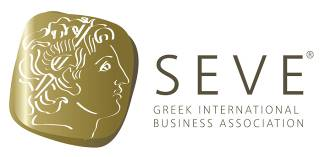 SEVE®
GREEK INTERNATIONAL
BUSINESS ASSOCIATION